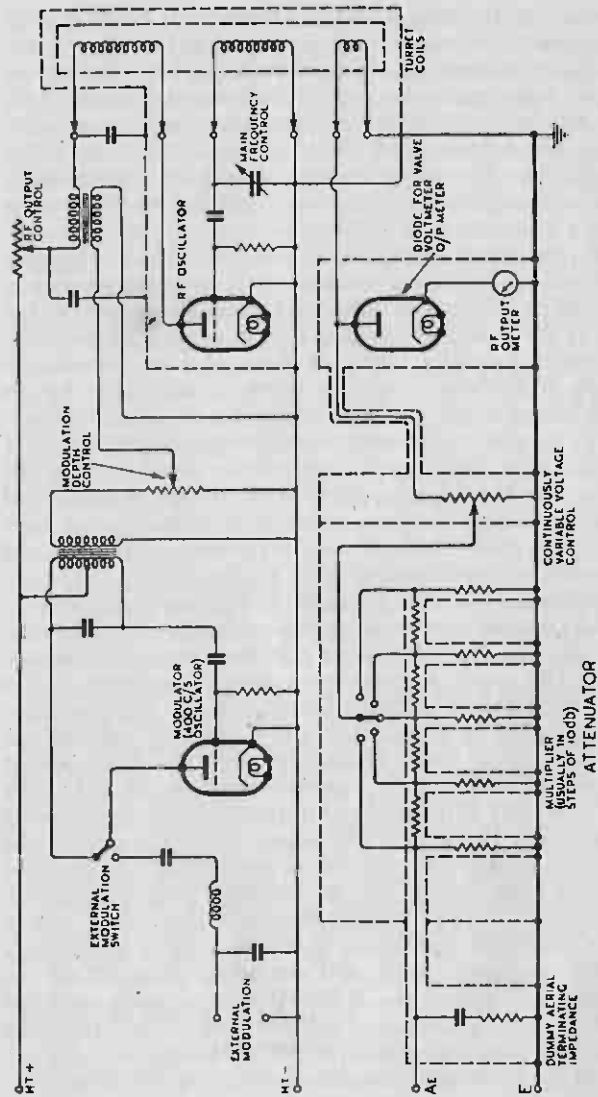 HT+
EXTERNAL MODULATION
SWITCH
MODULATION
DEPTH
CONTROL
RF OUTPUT
CONTROL
MODULATOR
(400 C/S
OSCILLATOR)
RF OSCILLATOR
MAIN
FREQUENCY
CONTROL
TURRET
COILS
EXTERNAL
MODULATION
HT-
DIODE FOR VALVE
VOLTMETER
O/P METER
RF
OUTPUT
METER
AE
E
DUMMY AERIAL
TERMINATING
IMPEDANCE
MULTIPLIER
(USUALLY IN
STEPS OF 10db)
CONTINUOUSLY
VARIABLE VOLTAGE
CONTROL
ATTENUATOR